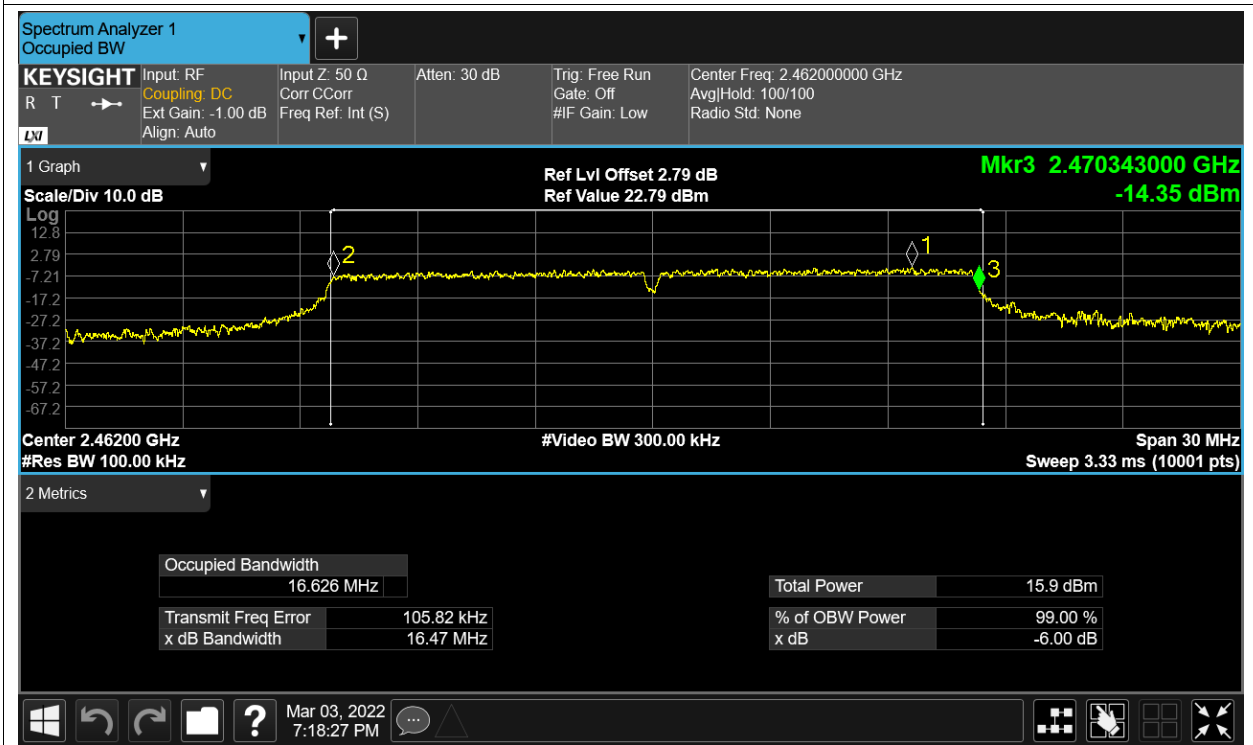 Spectrum Analyzer 1
Occupied BW
KEYSIGHT
R T
LXI
Input: RF
Coupling: DC
Ext Gain: -1.00 dB
Align: Auto
Input Z: 50 Ω
Corr CCorr
Freq Ref: Int (S)
Atten: 30 dB
Trig: Free Run
Gate: Off
#IF Gain: Low
Center Freq: 2.462000000 GHz
Avg|Hold: 100/100
Radio Std: None
1 Graph
Scale/Div 10.0 dB
Ref Lvl Offset 2.79 dB
Ref Value 22.79 dBm
Mkr3 2.470343000 GHz
-14.35 dBm
Log
12.8
2.79
-7.21
-17.2
-27.2
-37.2
-47.2
-57.2
-67.2
2
1
3
Center 2.46200 GHz
#Res BW 100.00 kHz
#Video BW 300.00 kHz
Span 30 MHz
Sweep 3.33 ms (10001 pts)
2 Metrics
Occupied Bandwidth
16.626 MHz
Transmit Freq Error 105.82 kHz
x dB Bandwidth 16.47 MHz
Total Power 15.9 dBm
% of OBW Power 99.00 %
x dB -6.00 dB
?
Mar 03, 2022
7:18:27 PM